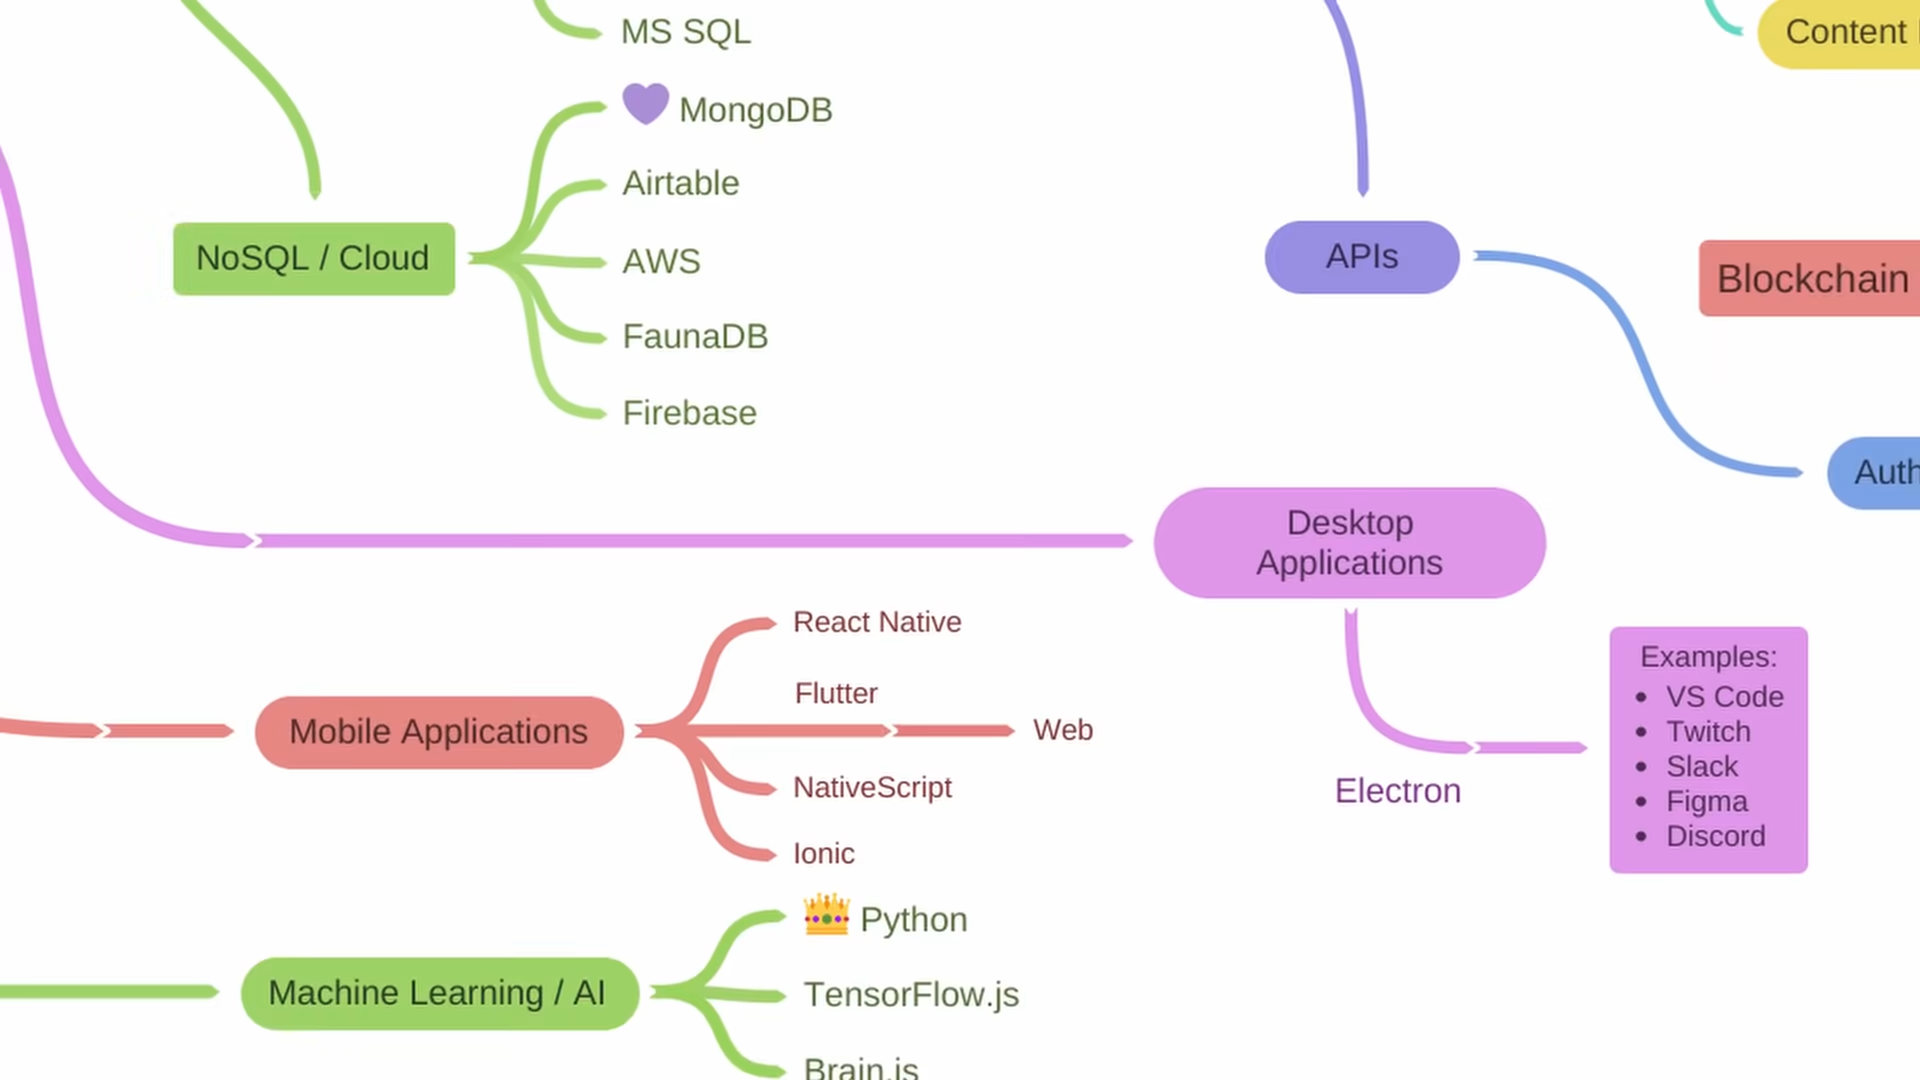 MS SQL
Content
MongoDB
Airtable
NoSQL / Cloud
AWS
APIs
Blockchain
FaunaDB
Firebase
Auth
Desktop
Applications
React Native
Flutter
Mobile Applications
Web
NativeScript
Ionic
Electron
Examples:
• VS Code
• Twitch
• Slack
• Figma
• Discord
Python
Machine Learning / AI
TensorFlow.js
Brain.js